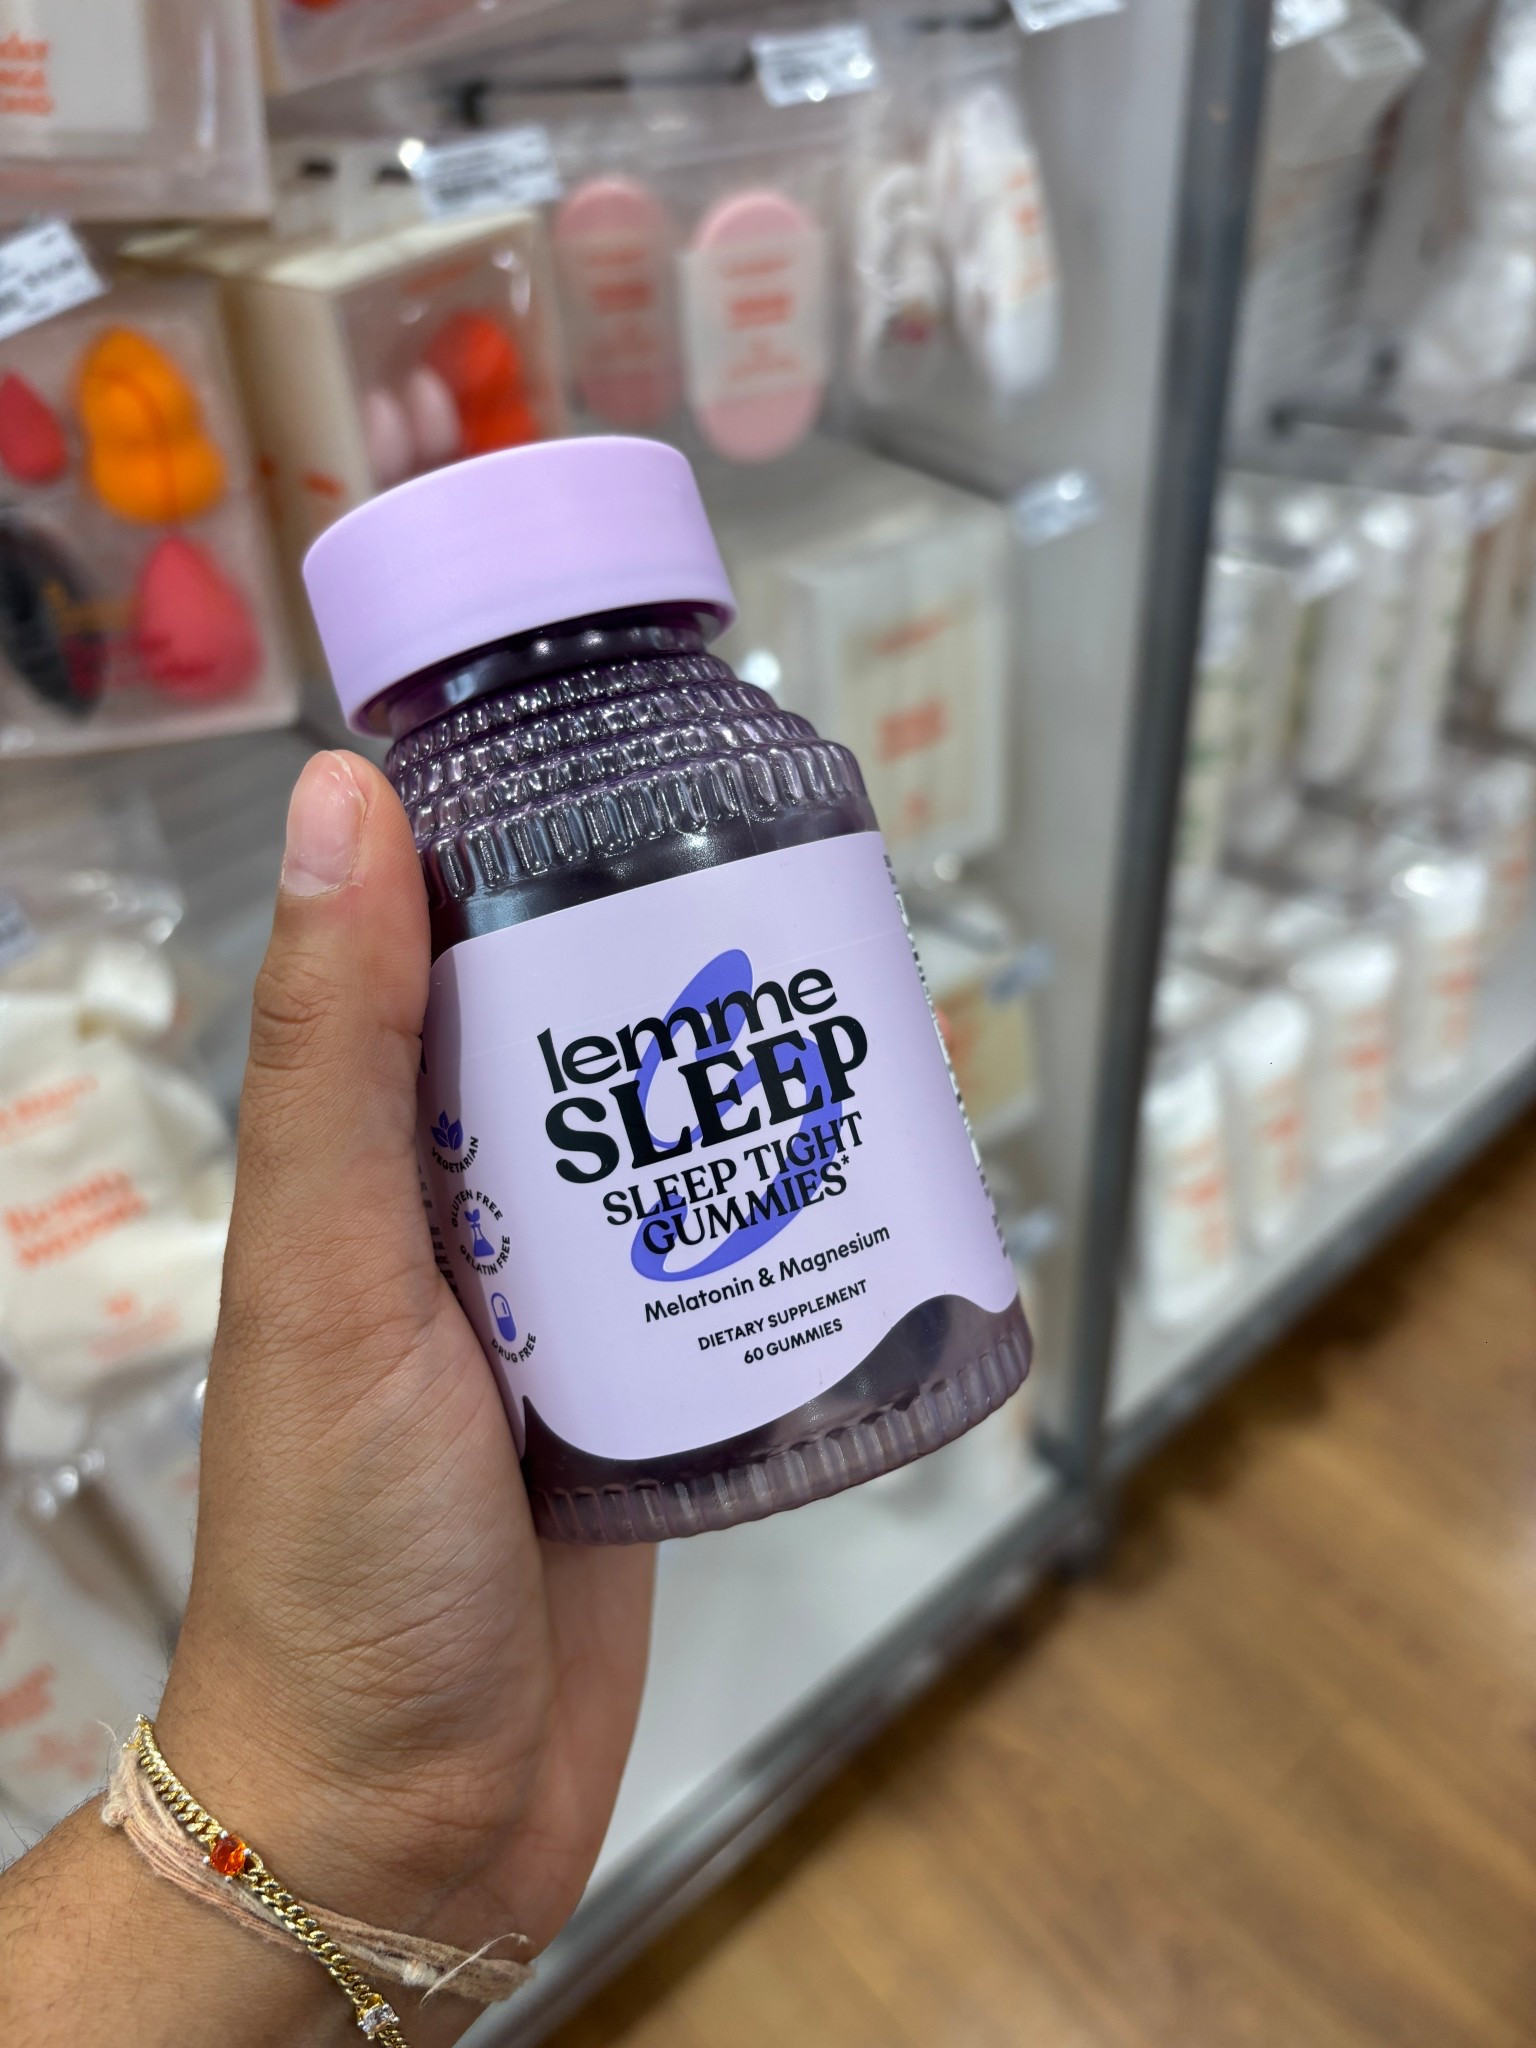 lemme
SLEEP
SLEEP TIGHT
GUMMIES*
Melatonin & Magnesium
DIETARY SUPPLEMENT
60 GUMMIES
VEGETARIAN
GLUTEN FREE
GELATIN FREE
DRUG FREE